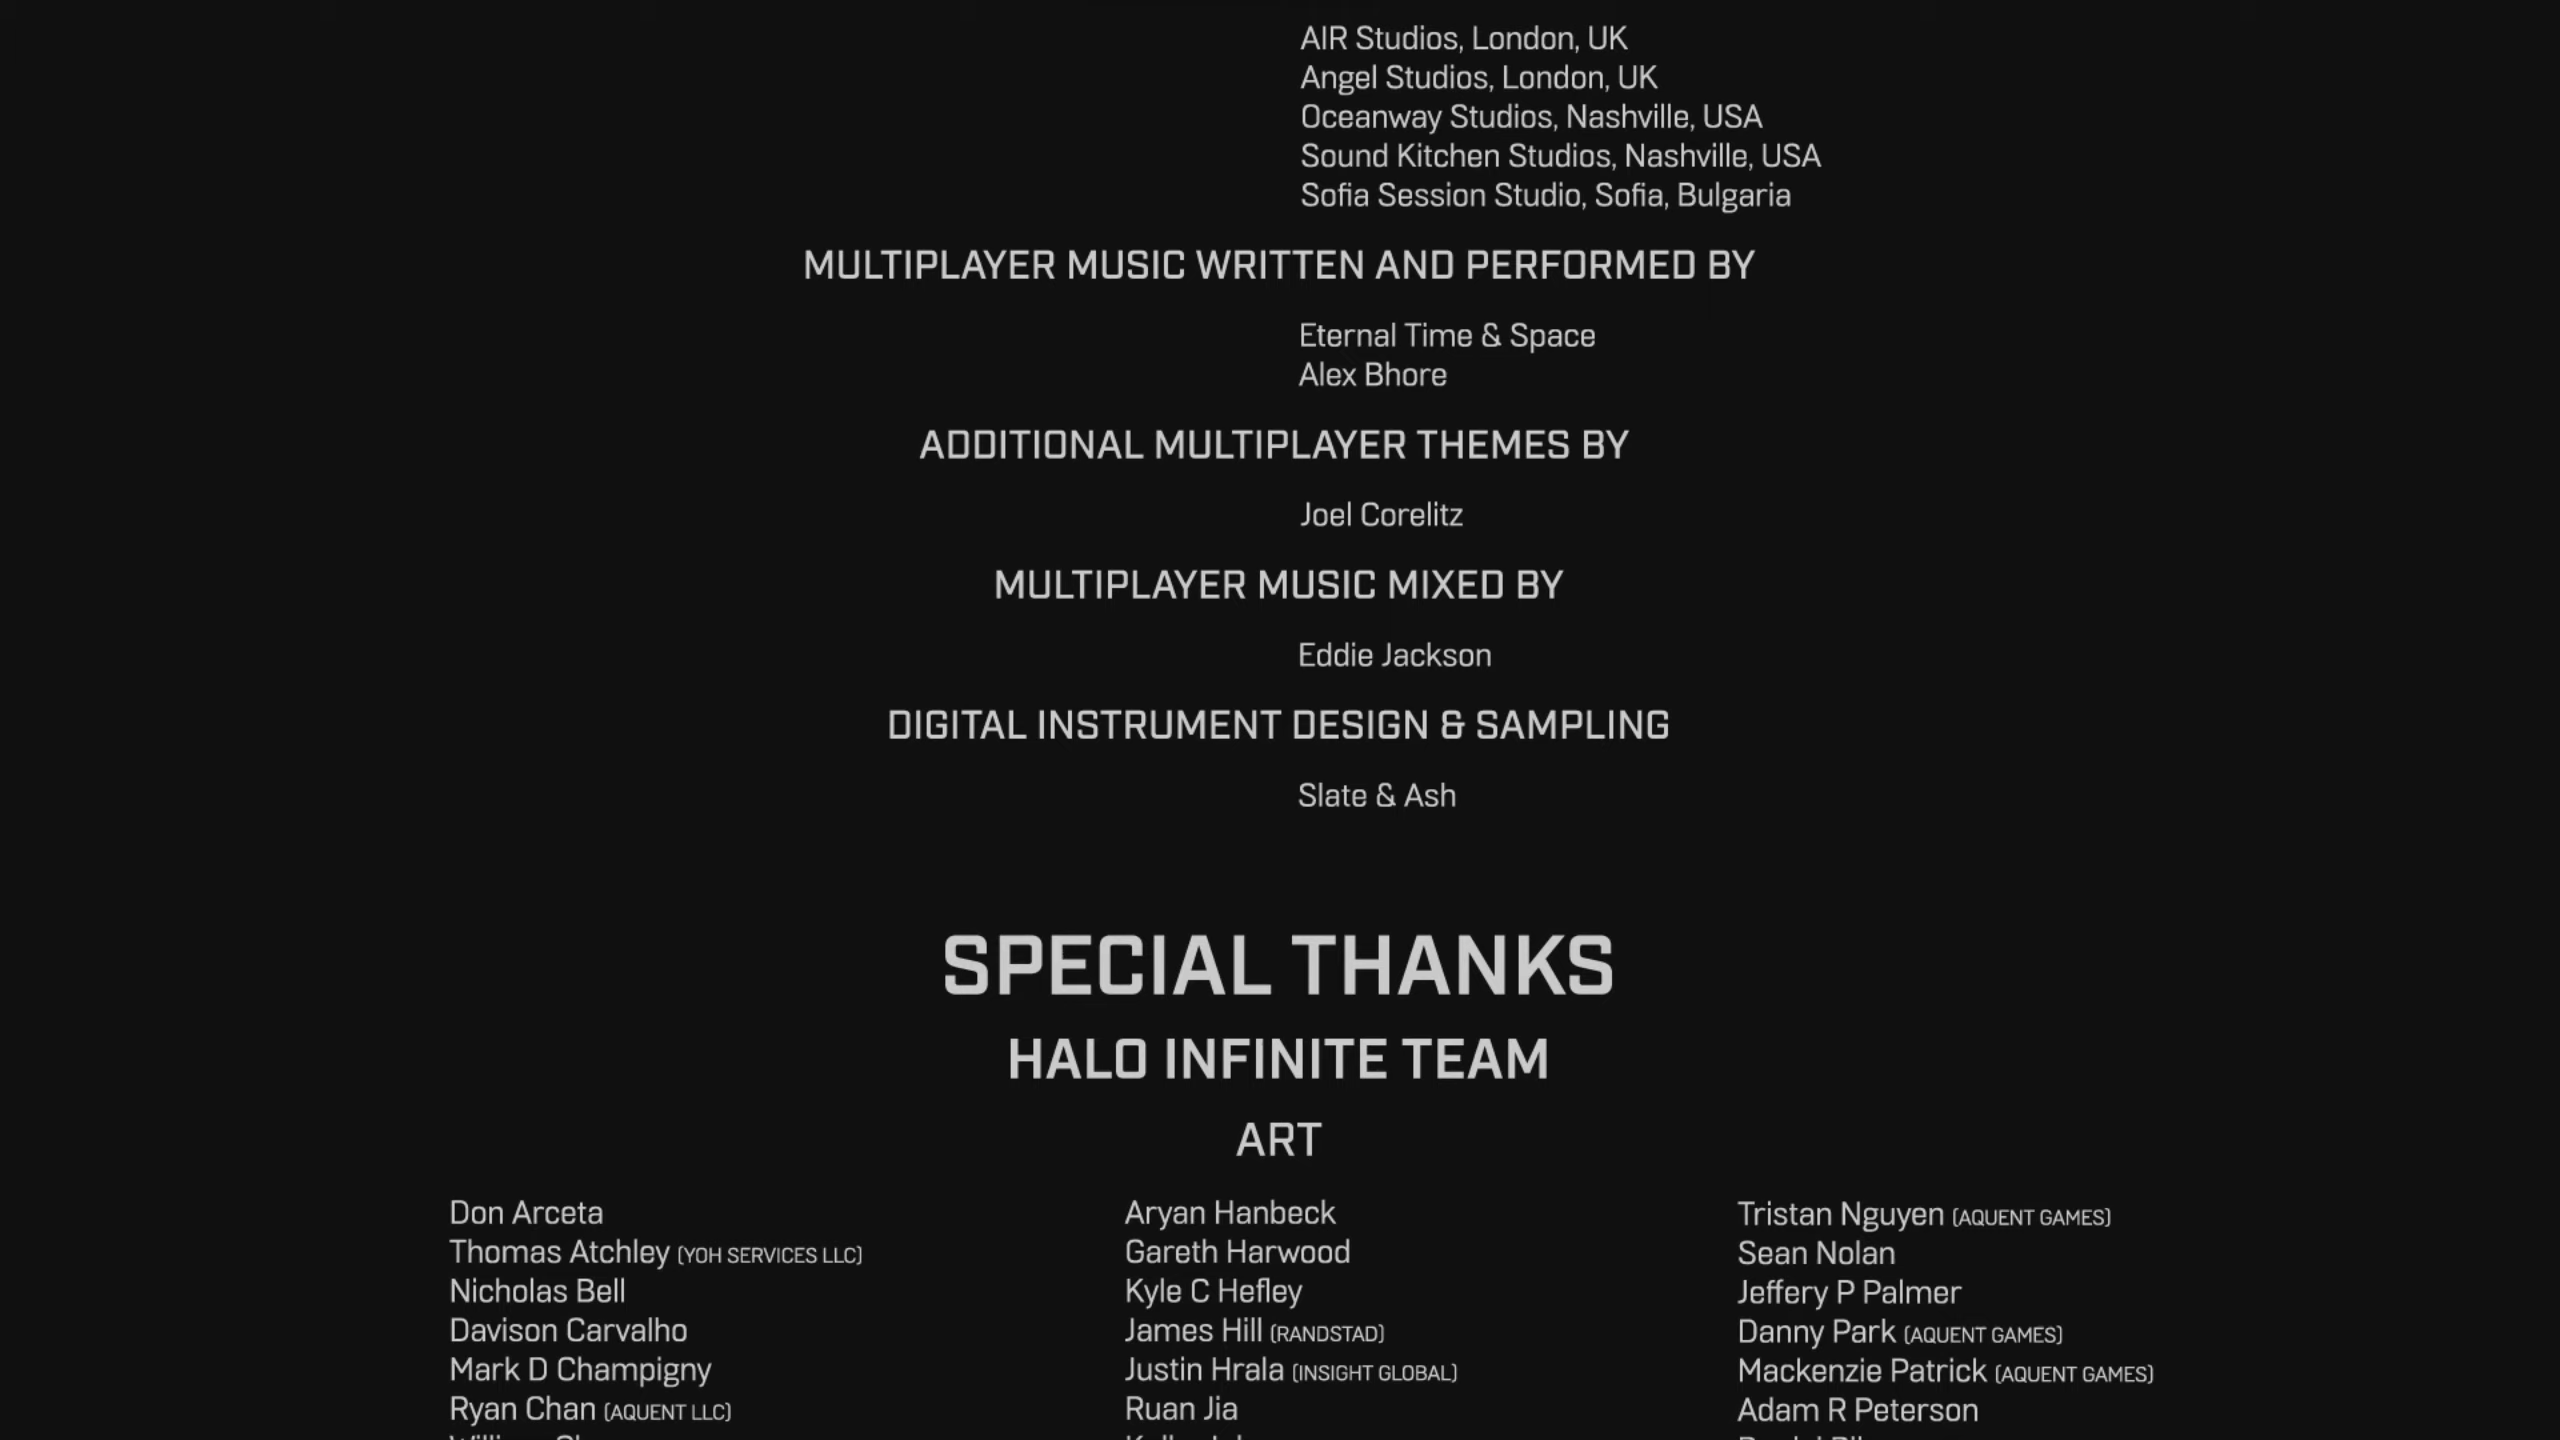 AIR Studios, London, UK
Angel Studios, London, UK
Oceanway Studios, Nashville, USA
Sound Kitchen Studios, Nashville, USA
Sofia Session Studio, Sofia, Bulgaria
MULTIPLAYER MUSIC WRITTEN AND PERFORMED BY
Eternal Time & Space
Alex Bhore
ADDITIONAL MULTIPLAYER THEMES BY
Joel Corelitz
MULTIPLAYER MUSIC MIXED BY
Eddie Jackson
DIGITAL INSTRUMENT DESIGN & SAMPLING
Slate & Ash
SPECIAL THANKS
HALO INFINITE TEAM
ART
Don Arceta
Thomas Atchley (YOH SERVICES LLC)
Nicholas Bell
Davison Carvalho
Mark D Champigny
Ryan Chan (AQUENT LLC)
Aryan Hanbeck
Gareth Harwood
Kyle C Hefley
James Hill (RANDSTAD)
Justin Hrala (INSIGHT GLOBAL)
Ruan Jia
Tristan Nguyen (AQUENT GAMES)
Sean Nolan
Jeffery P Palmer
Danny Park (AQUENT GAMES)
Mackenzie Patrick (AQUENT GAMES)
Adam R Peterson